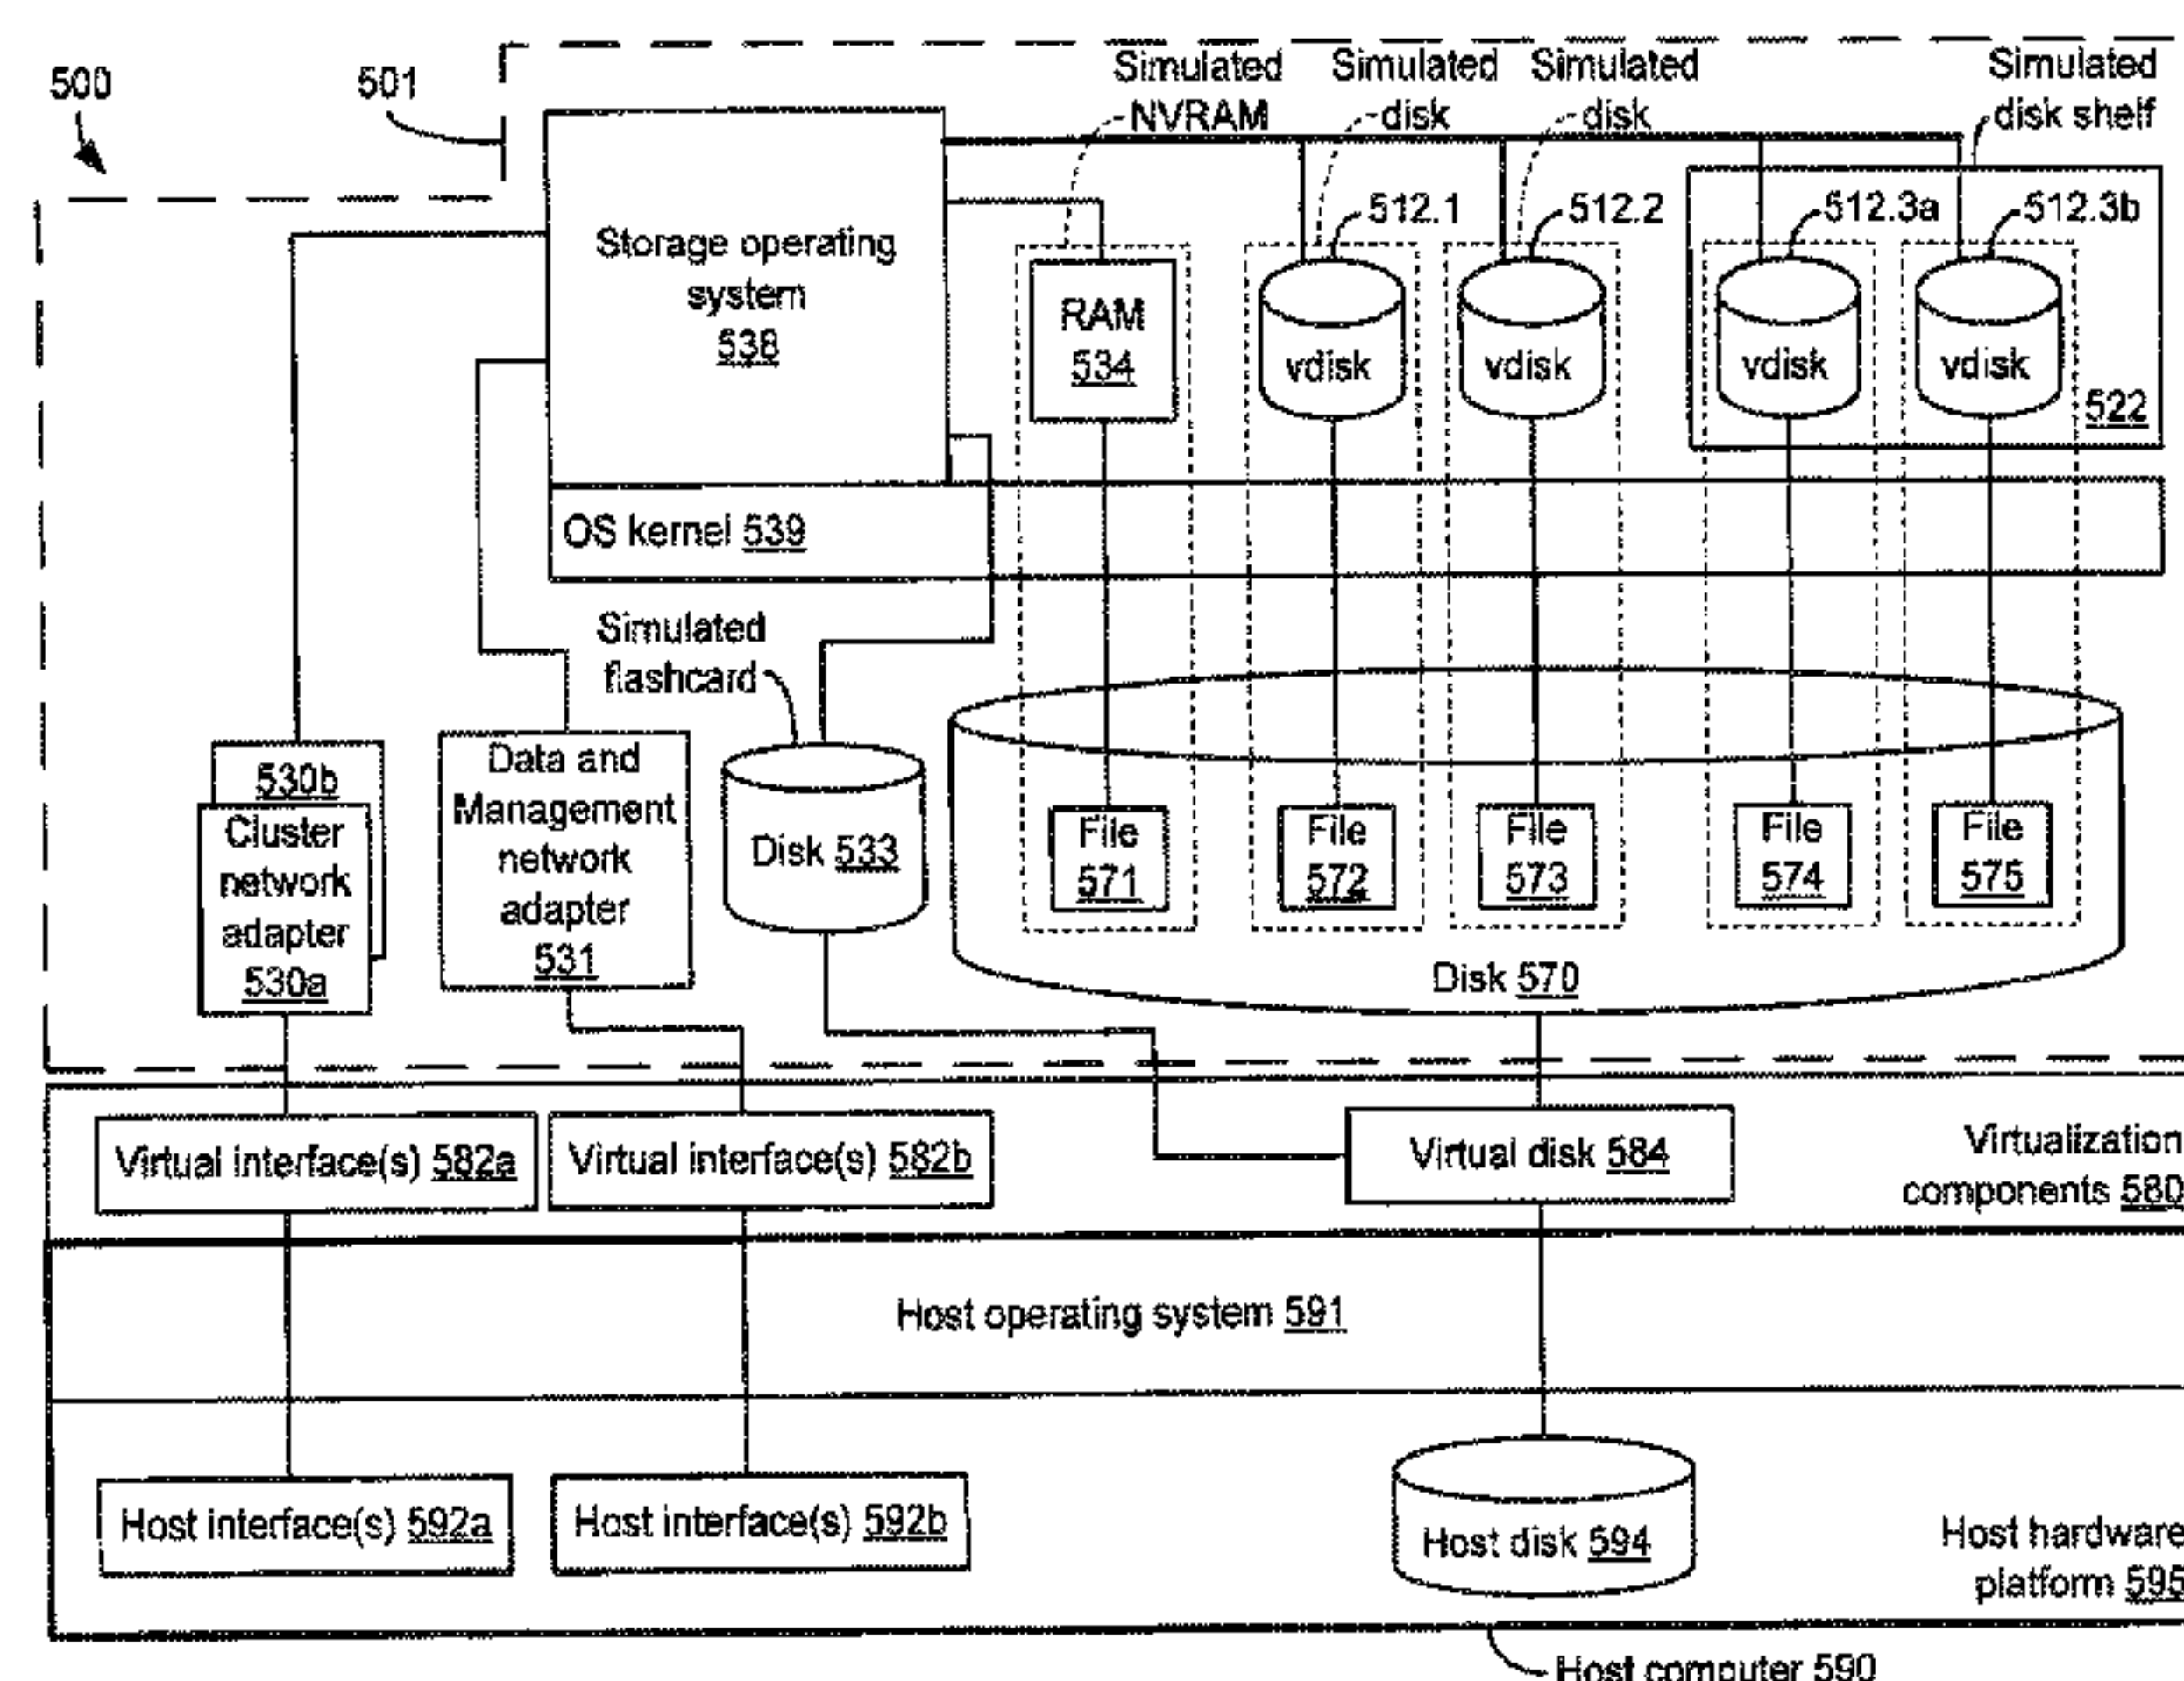 500
501
Simulated
NVRAM
Simulated
disk
Simulated
disk
Simulated
disk shelf
Storage operating
system
538
512.1
512.2
512.3a
512.3b
RAM
534
vdisk
vdisk
vdisk
vdisk
522
OS kernel 539
Simulated
flashcard
530b
Cluster
network
adapter
530a
Data and
Management
network
adapter
531
Disk 533
File
571
File
572
File
573
File
574
File
575
Disk 570
Virtual interface(s) 582a
Virtual interface(s) 582b
Virtual disk 584
Virtualization
components 580
Host operating system 591
Host interface(s) 592a
Host interface(s) 592b
Host disk 594
Host hardware
platform 595
Host computer 590